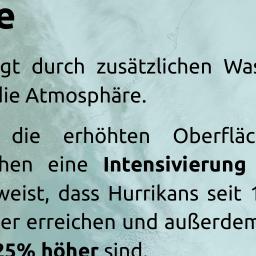 e
gt durch zusätzlichen Was
die Atmosphäre.
die erhöhten Oberfläc
hen eine Intensivierung
weist, dass Hurrikans seit 1
er erreichen und außerdem
25% höher sind.